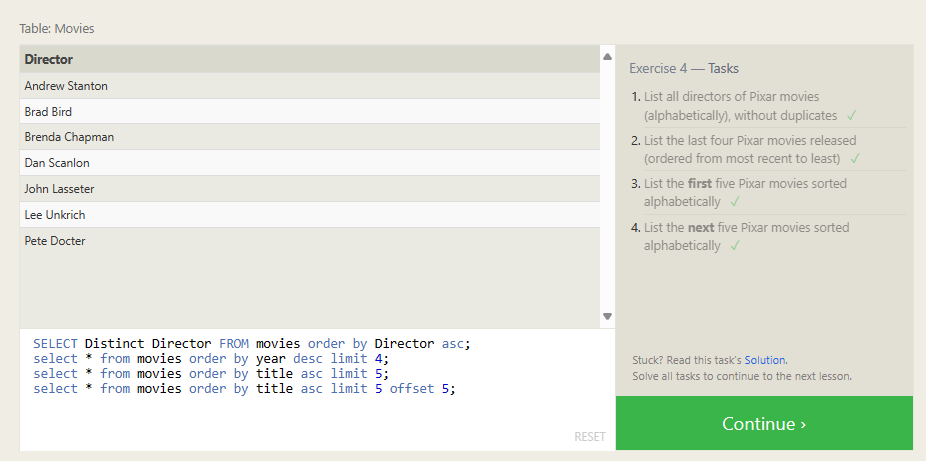 Table: Movies
Director
Andrew Stanton
Brad Bird
Brenda Chapman
Dan Scanlon
John Lasseter
Lee Unkrich
Pete Docter
SELECT Distinct Director FROM movies order by Director asc;
select * from movies order by year desc limit 4;
select * from movies order by title asc limit 5;
select * from movies order by title asc limit 5 offset 5;
RESET
Exercise 4 — Tasks
1. List all directors of Pixar movies
(alphabetically), without duplicates ✓
2. List the last four Pixar movies released
(ordered from most recent to least) ✓
3. List the first five Pixar movies sorted
alphabetically ✓
4. List the next five Pixar movies sorted
alphabetically ✓
Stuck? Read this task's Solution.
Solve all tasks to continue to the next lesson.
Continue ›